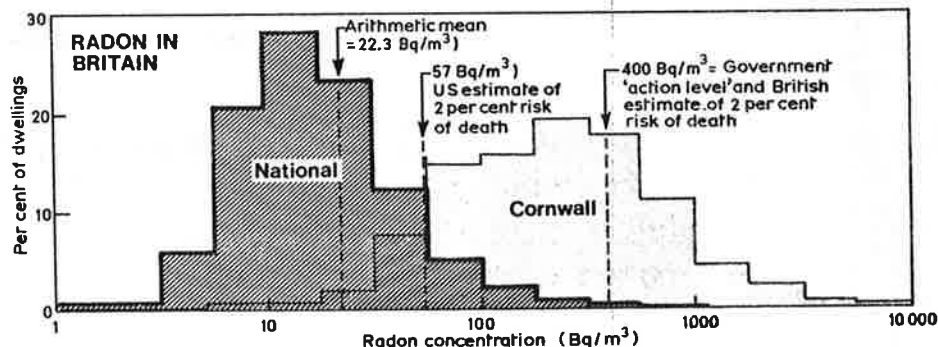 RADON IN
BRITAIN
Arithmetic mean
= 22.3 Bq/m³)
57 Bq/m³)
US estimate of
2 per cent risk
of death
400 Bq/m³ = Government
'action level' and British
estimate of 2 per cent
risk of death
National
Cornwall
Per cent of dwellings
30
20
10
0
1
10
100
1000
10 000
Radon concentration (Bq/m³)